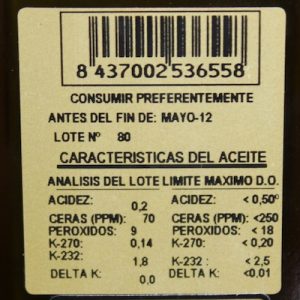 8 437002 536558
CONSUMIR PREFERENTEMENTE
ANTES DEL FIN DE: MAYO-12
LOTE Nº 80
CARACTERISTICAS DEL ACEITE
ANALISIS DEL LOTE LIMITE MAXIMO D.O.
ACIDEZ: 0,2 ACIDEZ: < 0,50°
CERAS (PPM): 70 CERAS (PPM): <250
PEROXIDOS: 9 PEROXIDOS: < 18
K-270: 0,14 K-270: < 0,20
K-232: 1,8 K-232: < 2,5
DELTA K: 0,0 DELTA K: <0,01